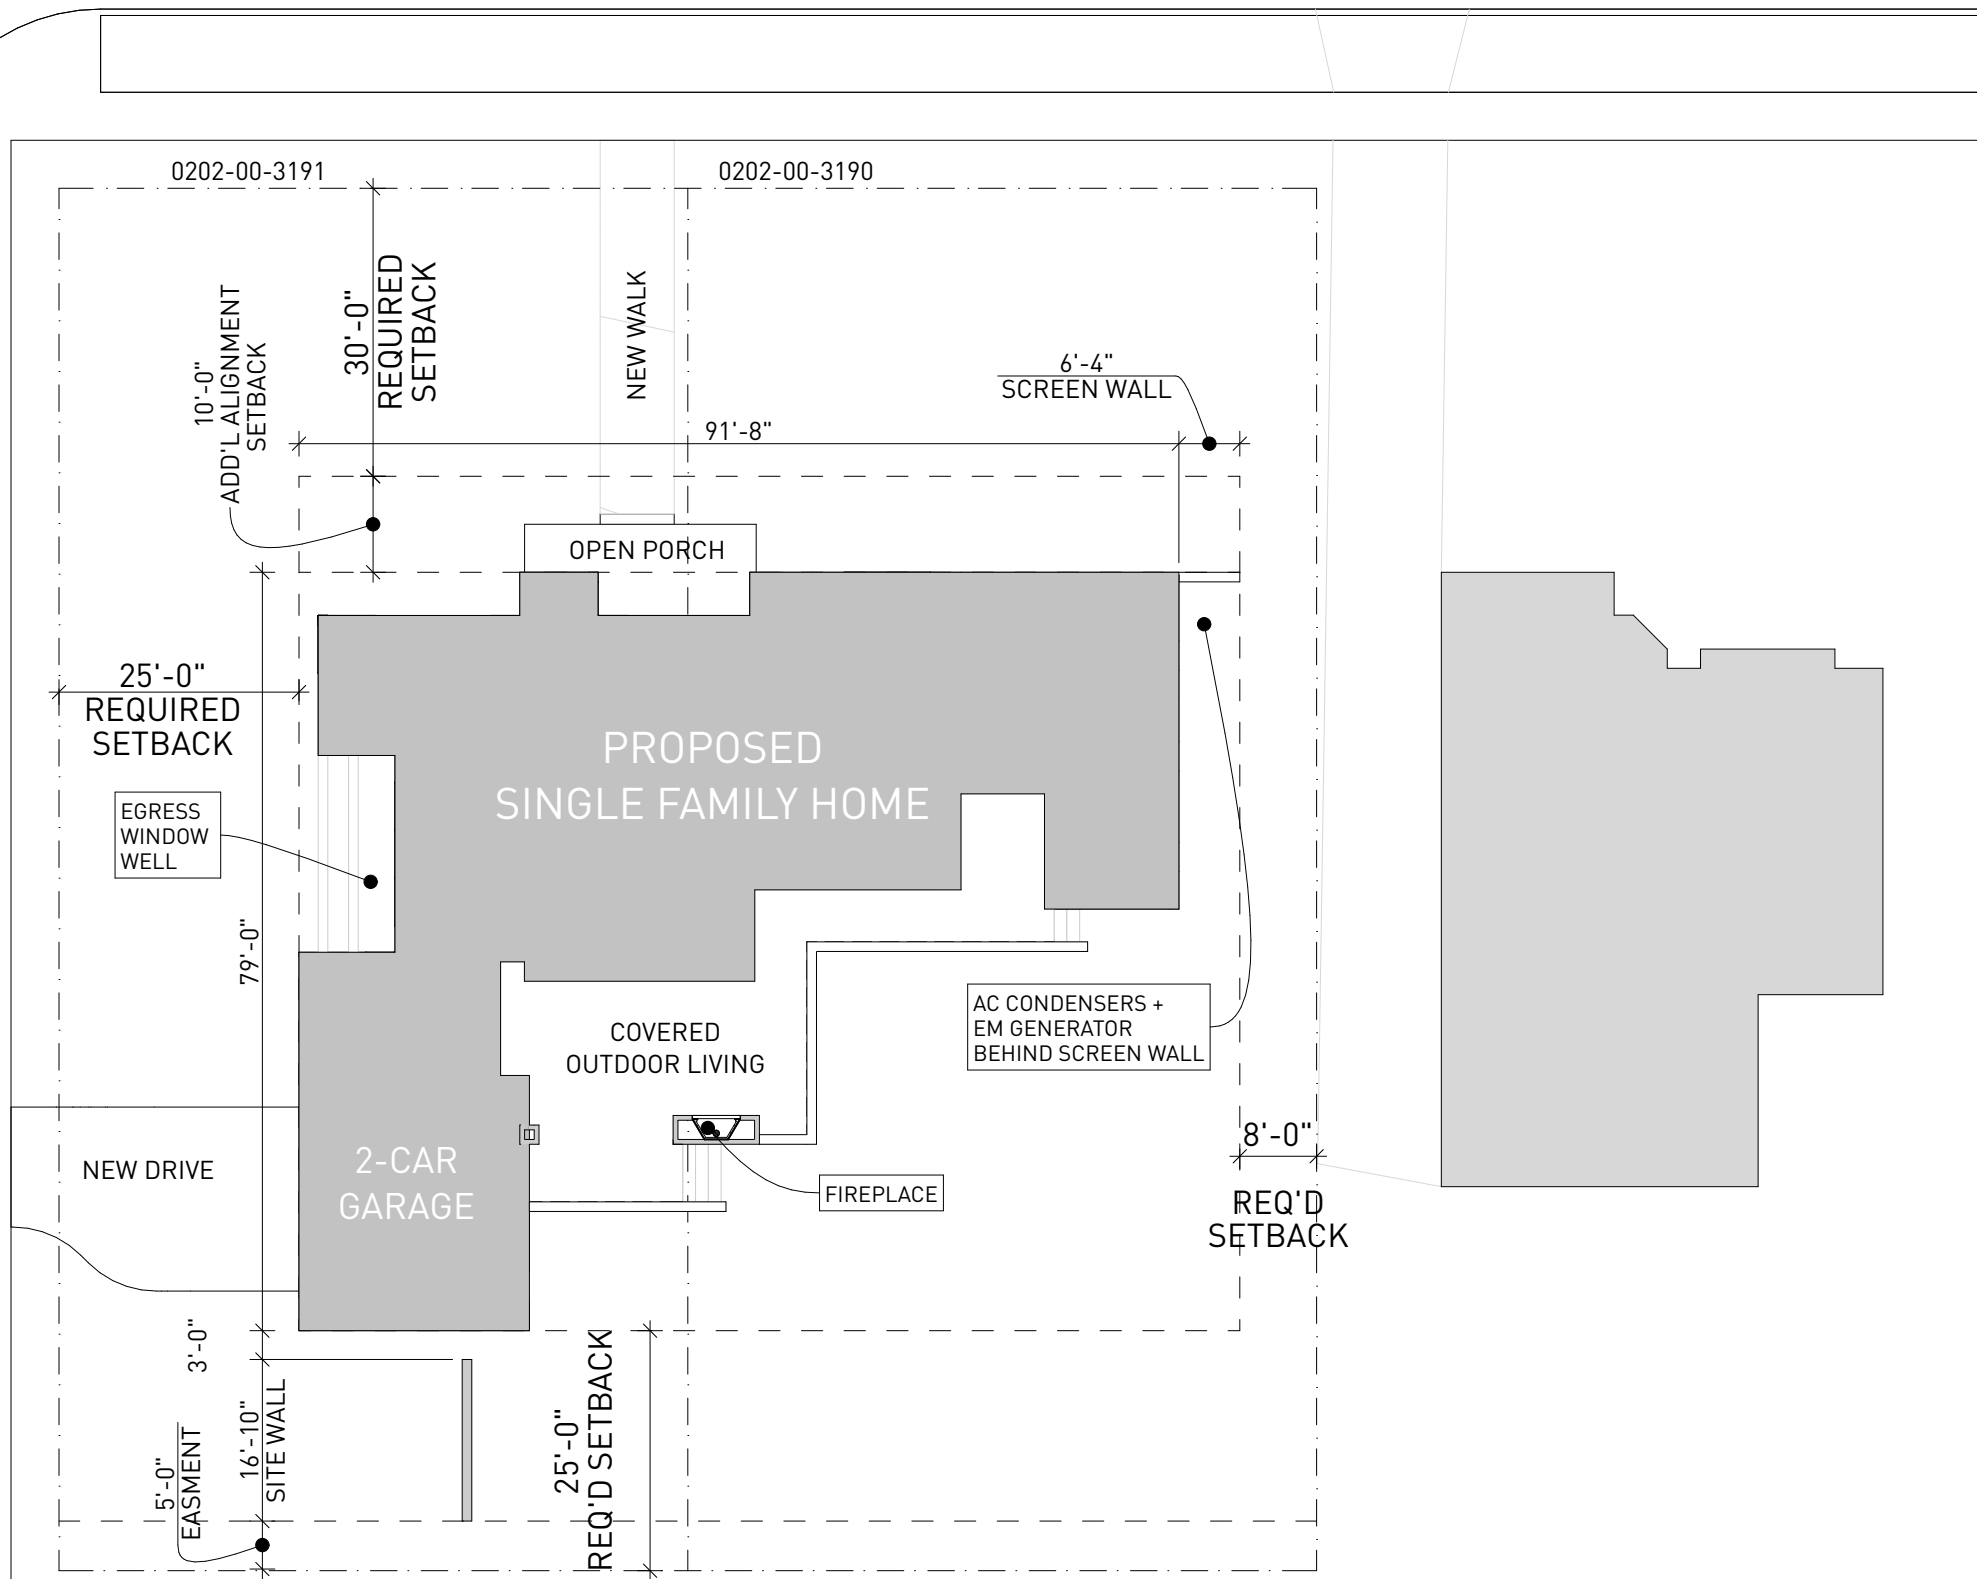 0202-00-3191
0202-00-3190
30'-0"
REQUIRED
SETBACK
10'-0"
ADD'L ALIGNMENT
SETBACK
NEW WALK
6'-4"
SCREEN WALL
91'-8"
OPEN PORCH
25'-0"
REQUIRED
SETBACK
PROPOSED
SINGLE FAMILY HOME
EGRESS
WINDOW
WELL
79'-0"
AC CONDENSERS +
EM GENERATOR
BEHIND SCREEN WALL
COVERED
OUTDOOR LIVING
8'-0"
REQ'D
SETBACK
NEW DRIVE
2-CAR
GARAGE
FIREPLACE
3'-0"
16'-10"
SITE WALL
5'-0"
EASMENT
25'-0"
REQ'D SETBACK